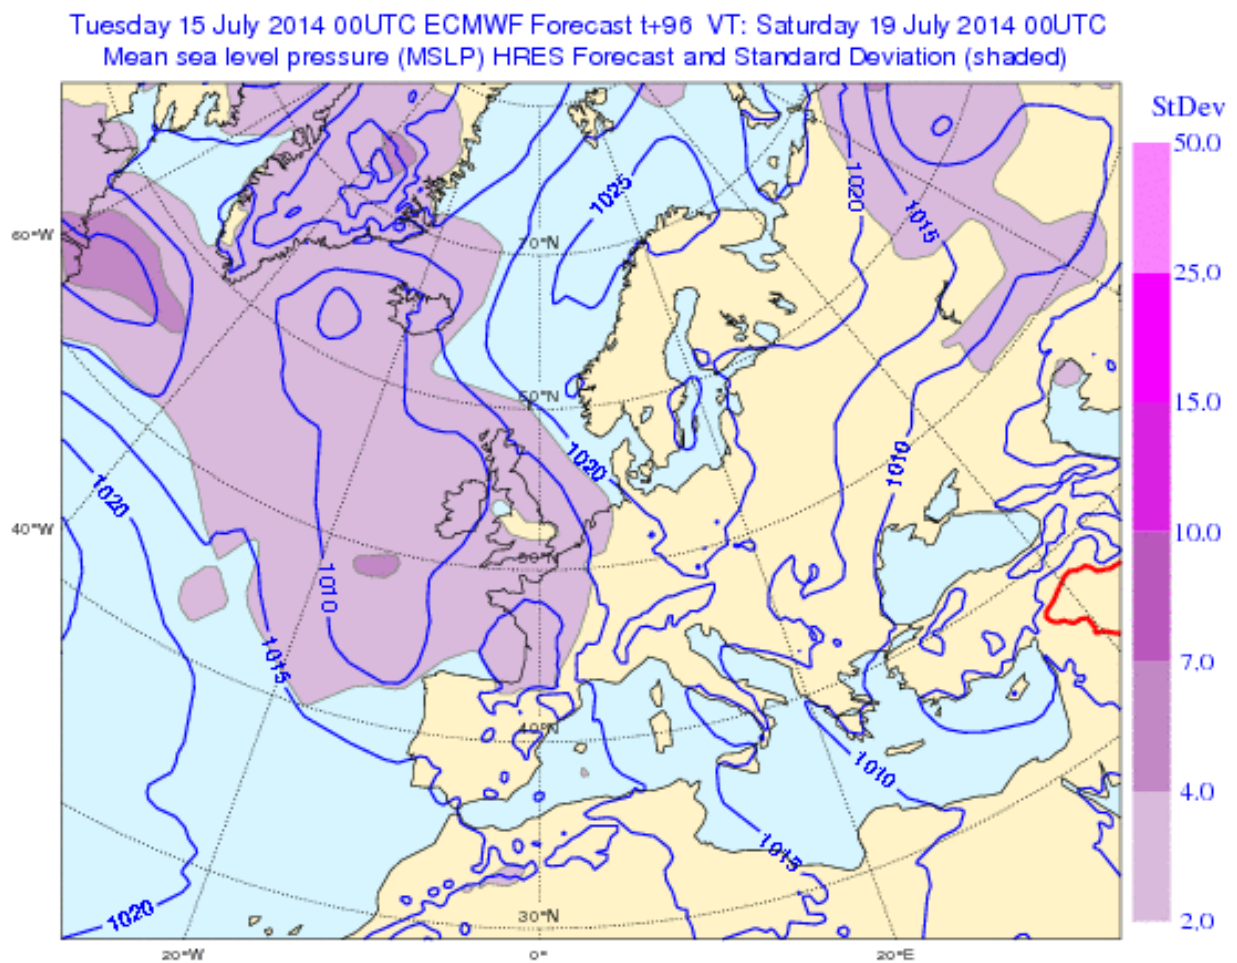 Tuesday 15 July 2014 00UTC ECMWF Forecast t+96 VT: Saturday 19 July 2014 00UTC
Mean sea level pressure (MSLP) HRES Forecast and Standard Deviation (shaded)
StDev
50.0
25.0
15.0
10.0
7.0
4.0
2.0
1025
1020
1015
60°W
70°N
60°N
1020
1010
1020
40°W
50°N
1010
1015
40°N
1010
1015
1020
30°N
20°W
0°
20°E